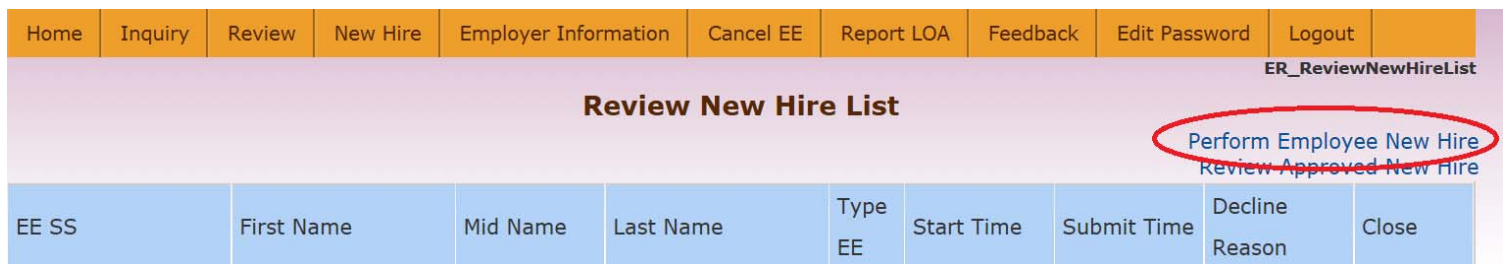 Home Inquiry Review New Hire Employer Information Cancel EE Report LOA Feedback Edit Password Logout
ER_ReviewNewHireList
Review New Hire List
Perform Employee New Hire
Review Approved New Hire
EE SS First Name Mid Name Last Name Type EE Start Time Submit Time Decline Reason Close